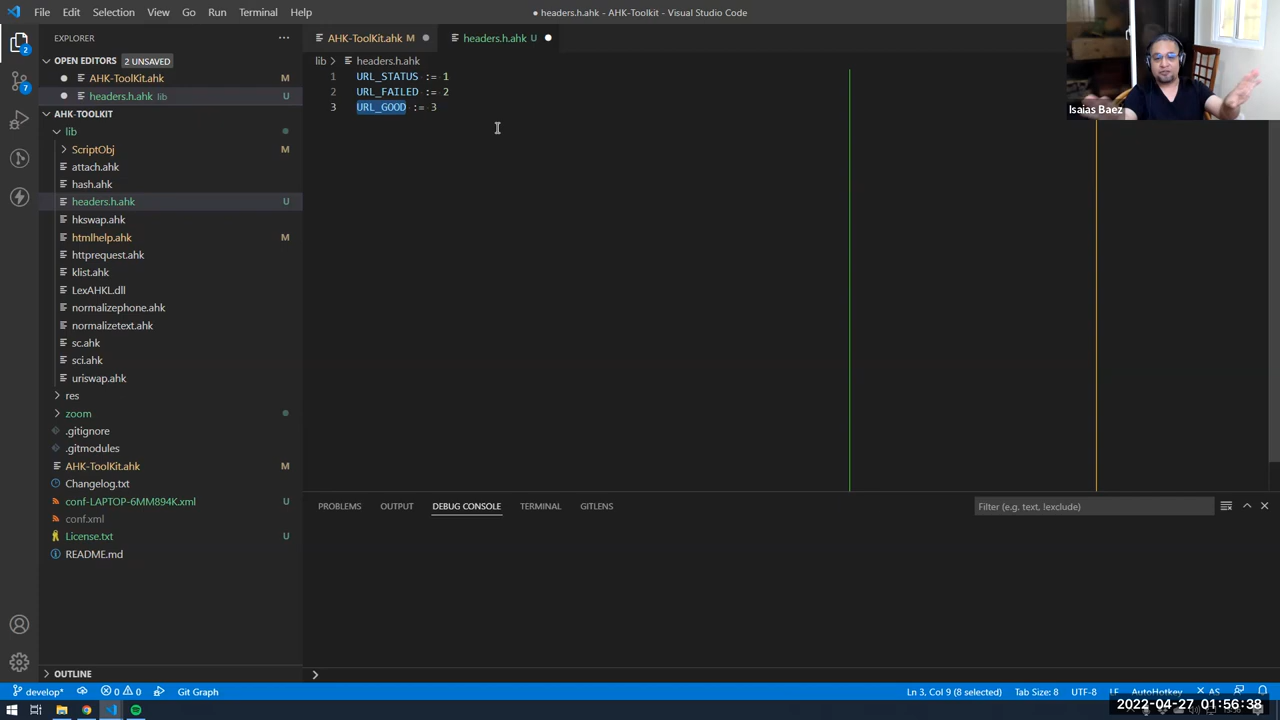 File Edit Selection View Go Run Terminal Help
● headers.h.ahk - AHK-Toolkit - Visual Studio Code
EXPLORER
OPEN EDITORS 2 UNSAVED
AHK-ToolKit.ahk M
headers.h.ahk lib U
AHK-TOOLKIT
lib
ScriptObj M
attach.ahk
hash.ahk
headers.h.ahk U
hkswap.ahk
htmlhelp.ahk M
httprequest.ahk
klist.ahk
LexAHKL.dll
normalizephone.ahk
normalizetext.ahk
sc.ahk
sci.ahk
uriswap.ahk
res
zoom
.gitignore
.gitmodules
AHK-ToolKit.ahk M
Changelog.txt
conf-LAPTOP-6MM894K.xml U
conf.xml
License.txt U
README.md
OUTLINE
AHK-ToolKit.ahk M
headers.h.ahk U
lib > headers.h.ahk
1 URL_STATUS := 1
2 URL_FAILED := 2
3 URL_GOOD := 3
Isaias Baez
PROBLEMS OUTPUT DEBUG CONSOLE TERMINAL GITLENS
Filter (e.g. text, !exclude)
develop* 0 0 Git Graph
Ln 3, Col 9 (8 selected) Tab Size: 8 UTF-8 LF AutoHotkey AS
2022-04-27 01:56:38
2
7